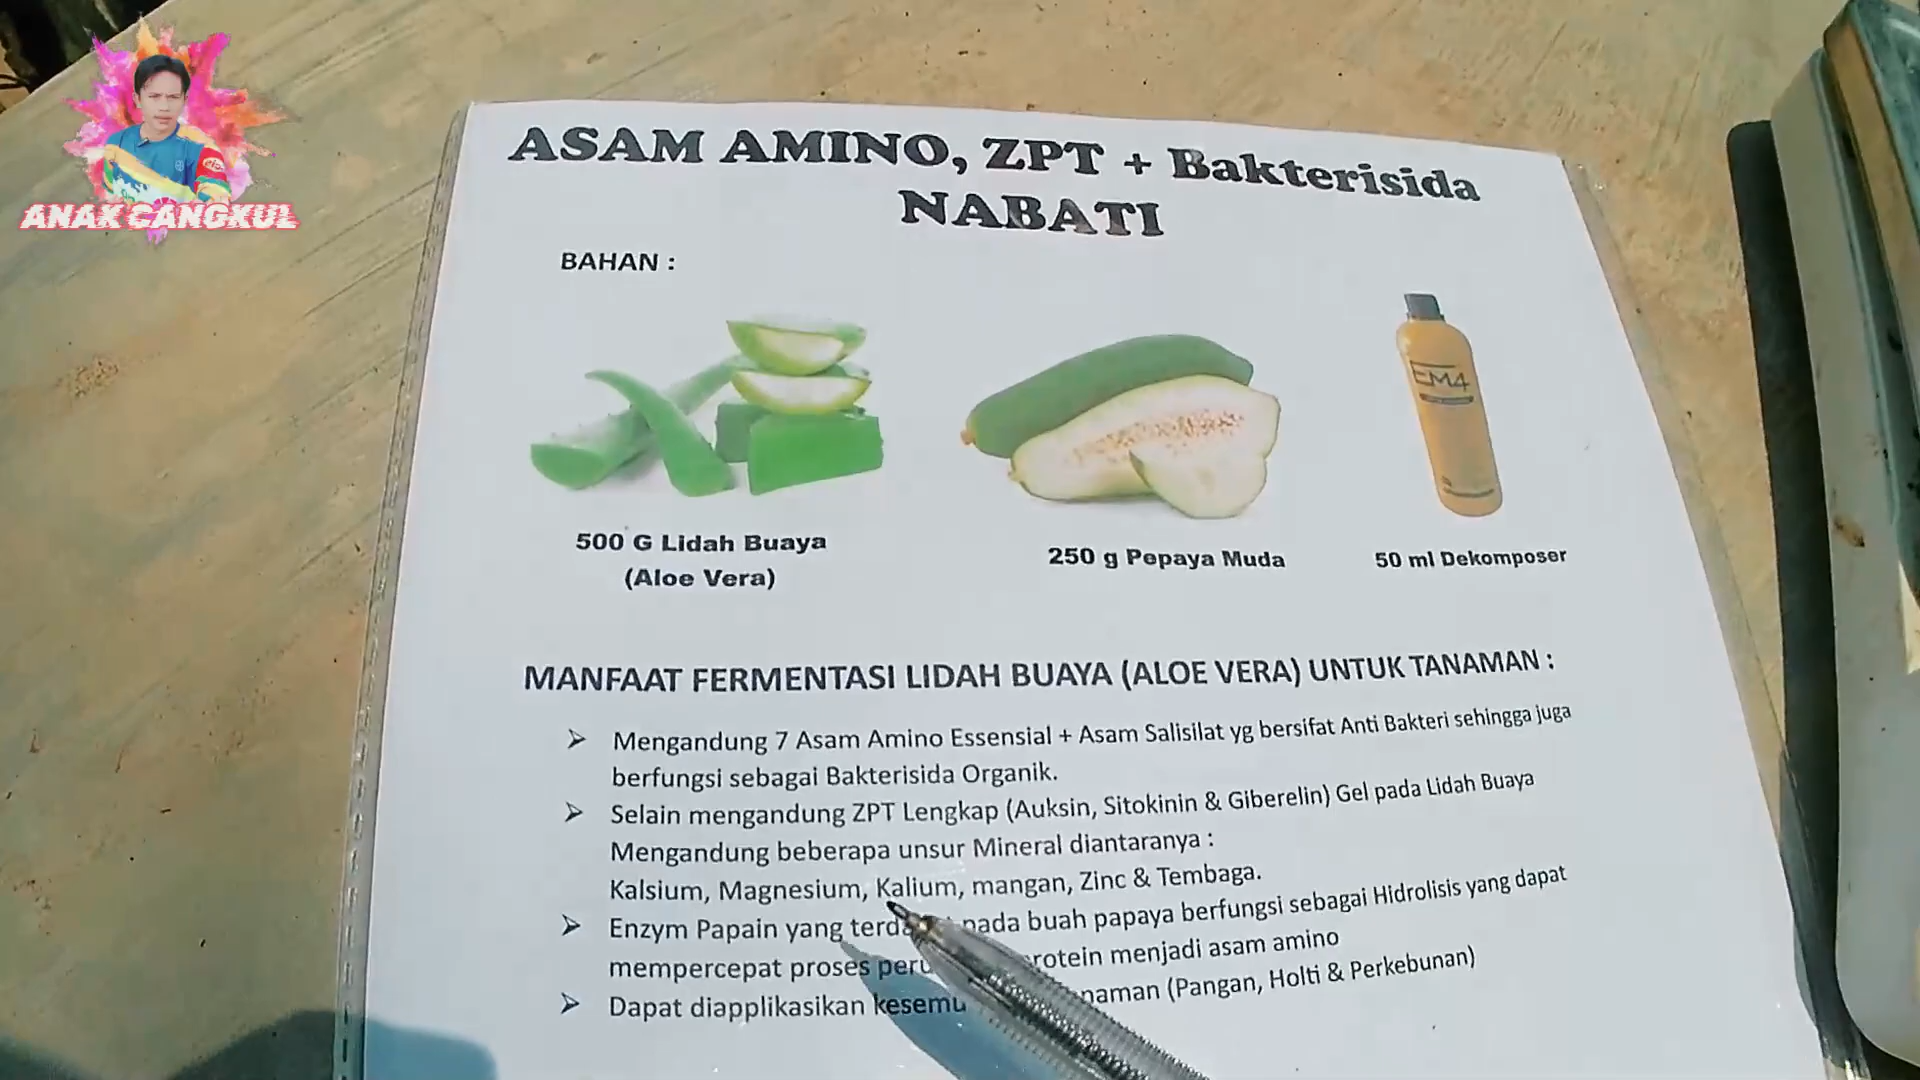 ANAK CANGKUL
ASAM AMINO, ZPT + Bakterisida
NABATI
BAHAN :
EM4
500 G Lidah Buaya
(Aloe Vera)
250 g Pepaya Muda
50 ml Dekomposer
MANFAAT FERMENTASI LIDAH BUAYA (ALOE VERA) UNTUK TANAMAN :
➢ Mengandung 7 Asam Amino Essensial + Asam Salisilat yg bersifat Anti Bakteri sehingga juga
berfungsi sebagai Bakterisida Organik.
➢ Selain mengandung ZPT Lengkap (Auksin, Sitokinin & Giberelin) Gel pada Lidah Buaya
Mengandung beberapa unsur Mineral diantaranya :
Kalsium, Magnesium, Kalium, mangan, Zinc & Tembaga.
➢ Enzym Papain yang pada buah papaya berfungsi sebagai Hidrolisis yang dapat
mempercepat proses menjadi asam amino
➢ Dapat diapplikasikan (Pangan, Holti & Perkebunan)